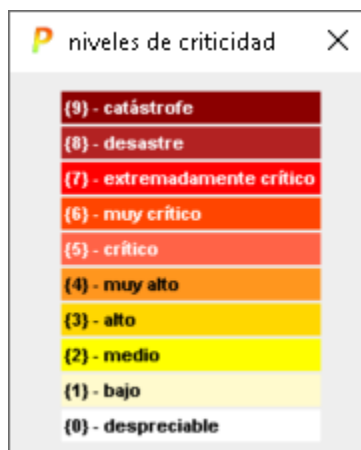 P niveles de criticidad
{9} - catástrofe
{8} - desastre
{7} - extremadamente crítico
{6} - muy crítico
{5} - crítico
{4} - muy alto
{3} - alto
{2} - medio
{1} - bajo
{0} - despreciable